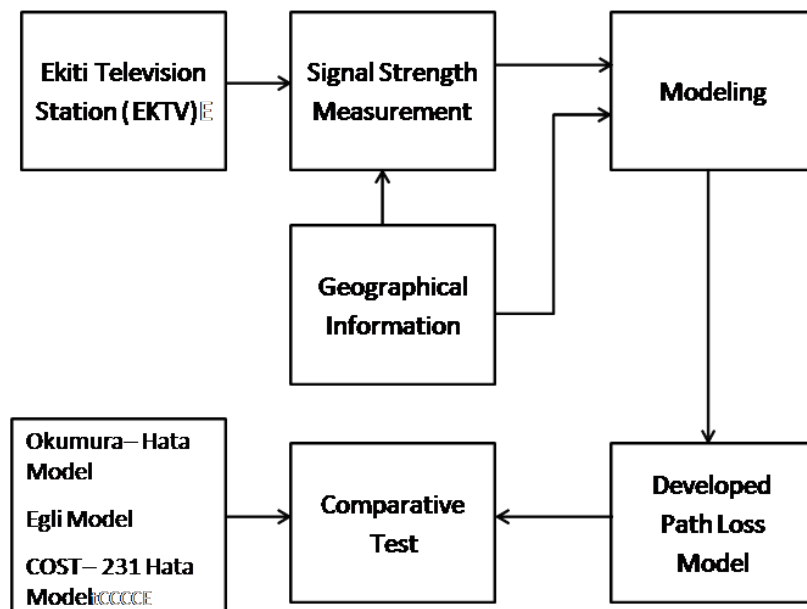 Ekiti Television
Station ( EKTV)E
Signal Strength
Measurement
Modeling
Geographical
Information
Okumura– Hata
Model
Egli Model
COST– 231 Hata
Model:CCCCE
Comparative
Test
Developed
Path Loss
Model